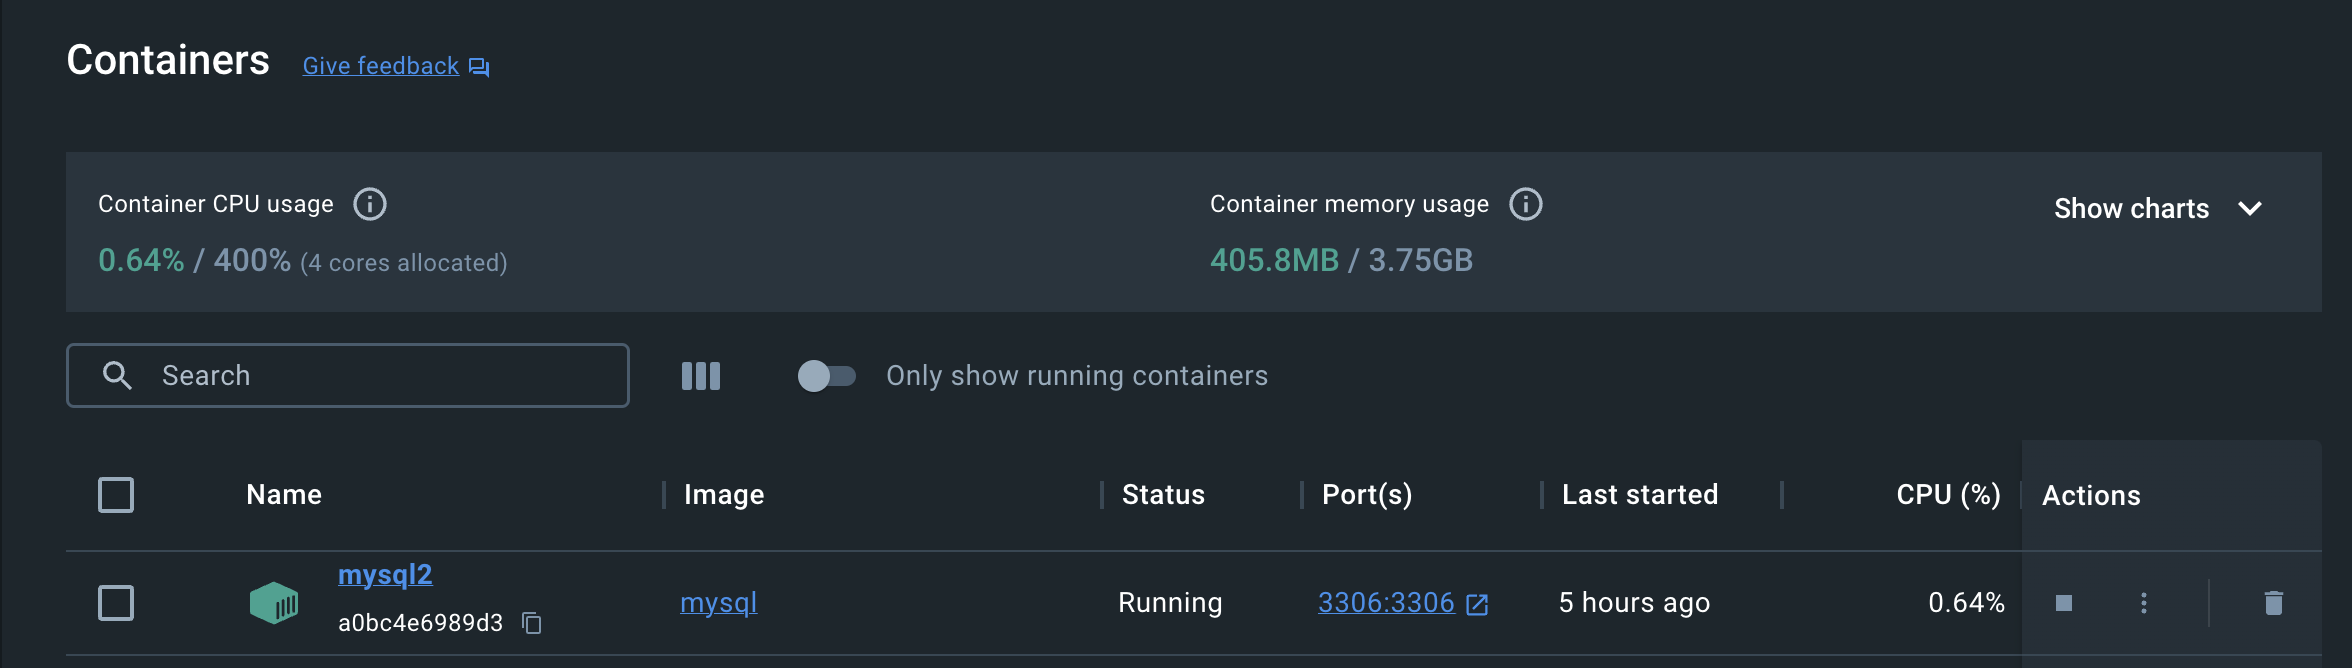 Containers Give feedback
Container CPU usage
0.64% / 400% (4 cores allocated)
Container memory usage
405.8MB / 3.75GB
Show charts
Search
Only show running containers
Name Image Status Port(s) Last started CPU (%) Actions
mysql2
a0bc4e6989d3
mysql Running 3306:3306 5 hours ago 0.64%